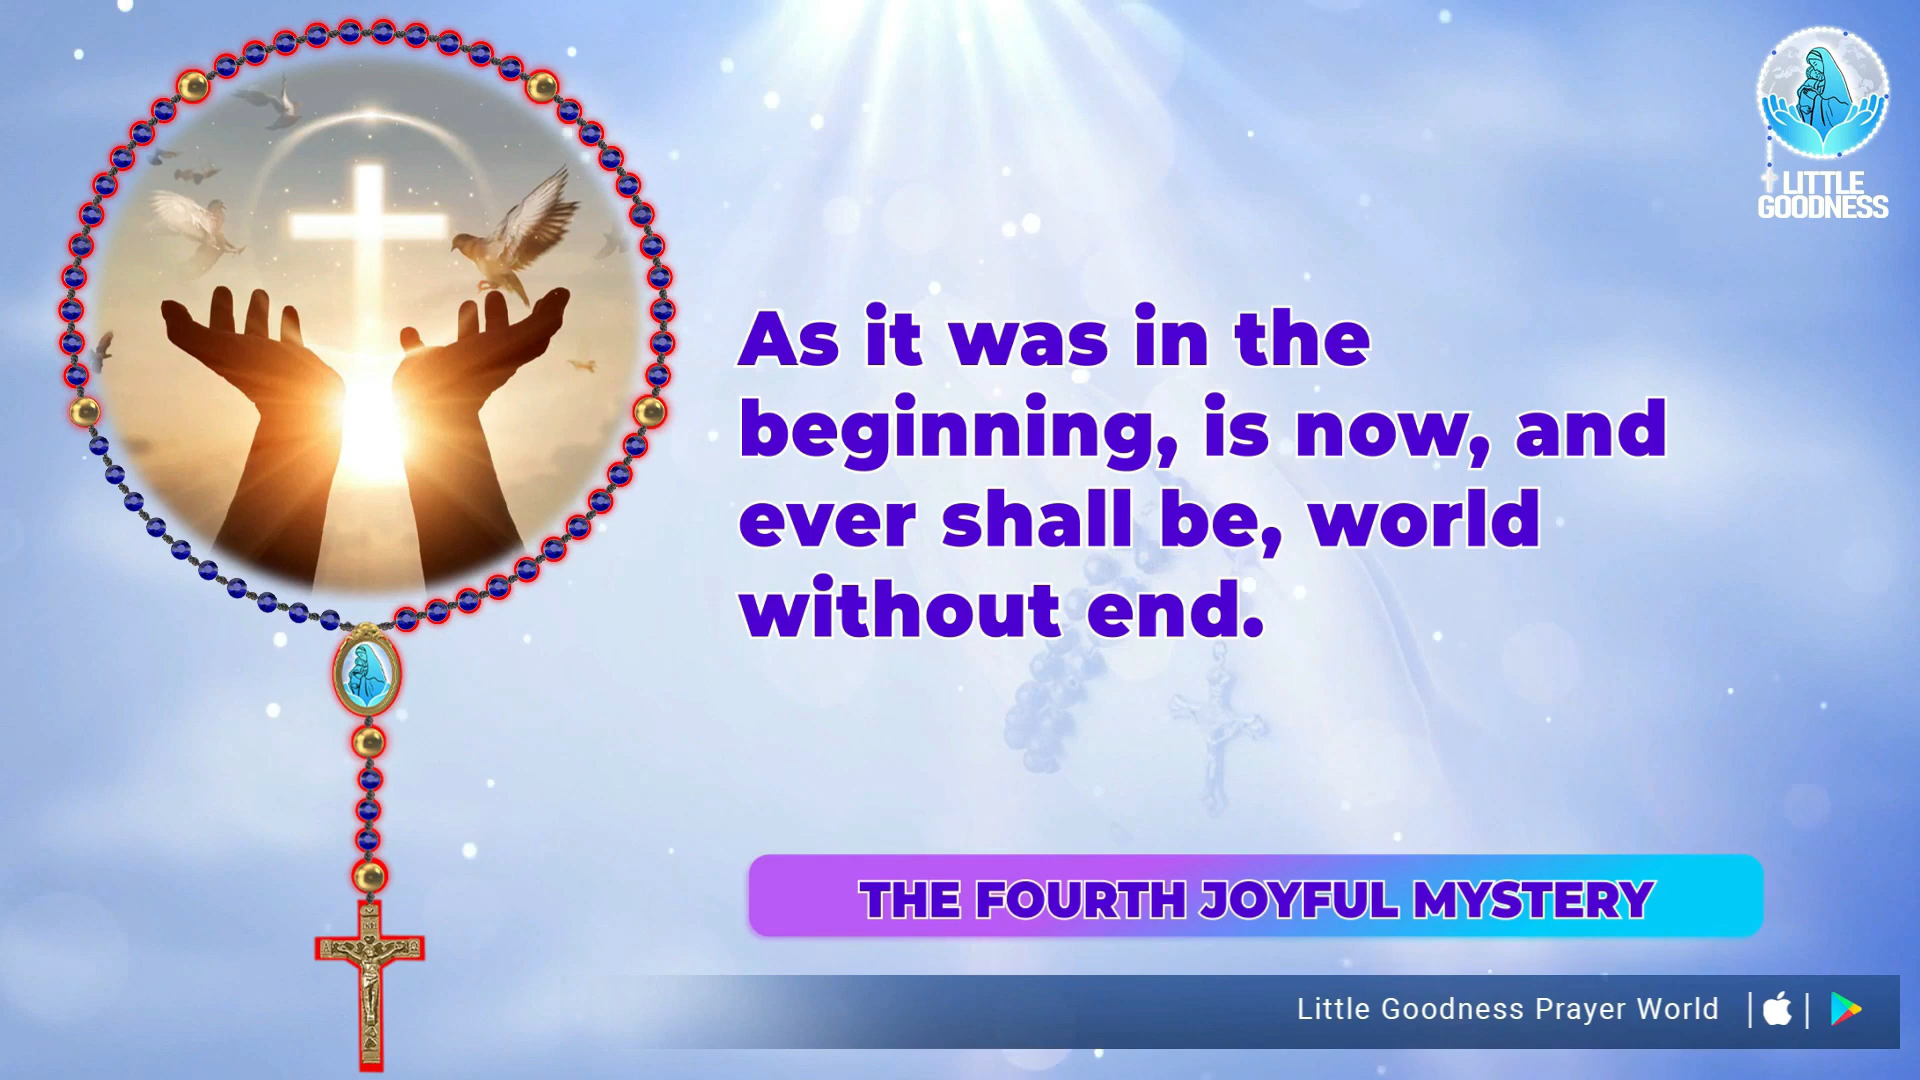 LITTLE
GOODNESS
As it was in the
beginning, is now, and
ever shall be, world
without end.
THE FOURTH JOYFUL MYSTERY
Little Goodness Prayer World